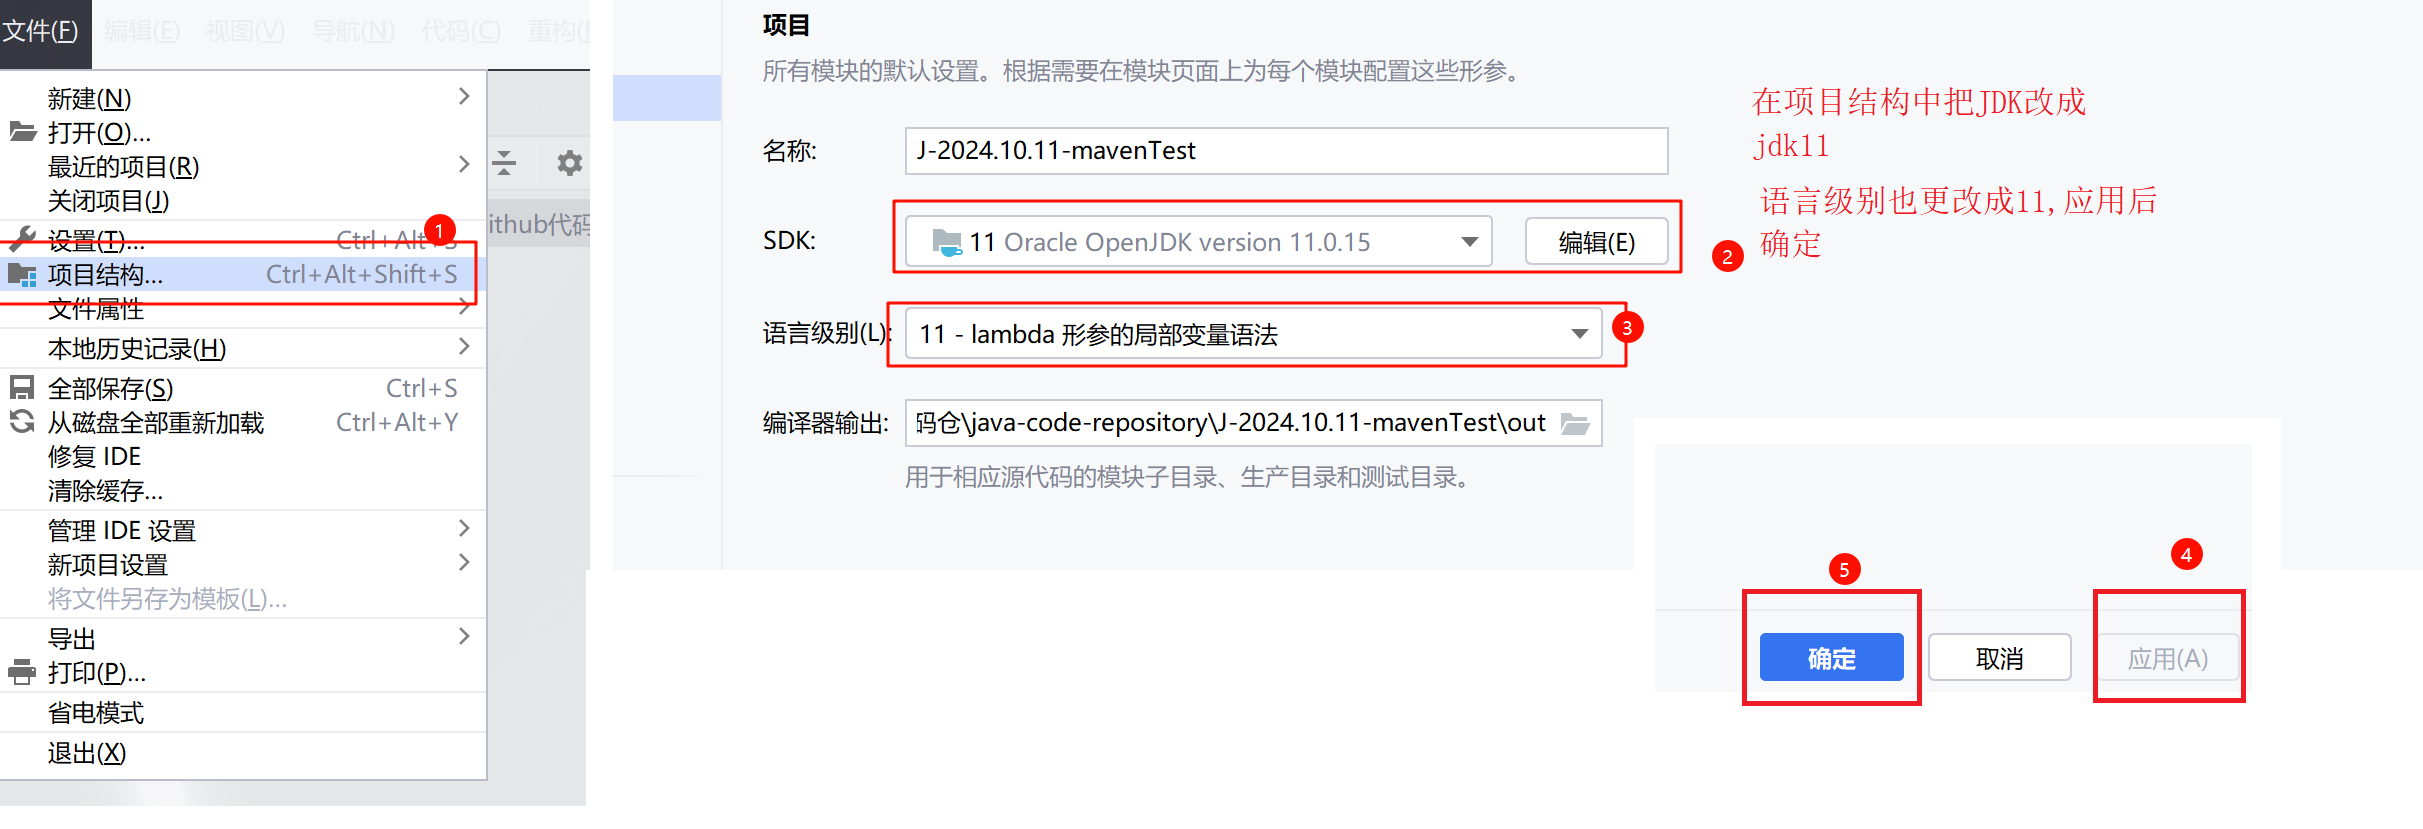 文件(F) 编辑(E) 视图(V) 导航(N) 代码(C) 重构(
新建(N)
打开(O)...
最近的项目(R)
关闭项目(J)
设置(T)... Ctrl+Alt+S
1
ithub代码
项目结构... Ctrl+Alt+Shift+S
文件属性
本地历史记录(H)
全部保存(S) Ctrl+S
从磁盘全部重新加载 Ctrl+Alt+Y
修复 IDE
清除缓存...
管理 IDE 设置
新项目设置
将文件另存为模板(L)...
导出
打印(P)...
省电模式
退出(X)
项目
所有模块的默认设置。根据需要在模块页面上为每个模块配置这些形参。
名称: J-2024.10.11-mavenTest
SDK: 11 Oracle OpenJDK version 11.0.15 编辑(E)
2
语言级别(L): 11 - lambda 形参的局部变量语法
3
编译器输出: 码仓\java-code-repository\J-2024.10.11-mavenTest\out
用于相应源代码的模块子目录、生产目录和测试目录。
在项目结构中把JDK改成
jdk11
语言级别也更改成11,应用后
确定
5
4
确定 取消 应用(A)